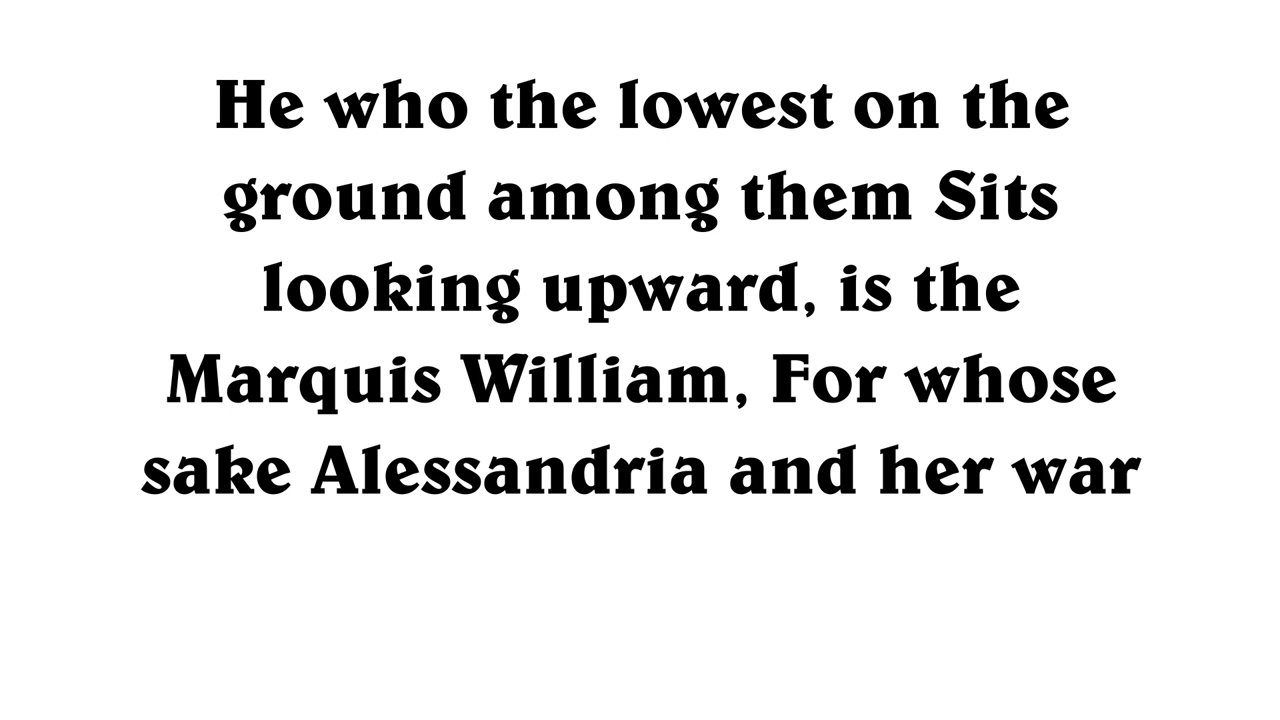 He who the lowest on the
ground among them Sits
looking upward, is the
Marquis William, For whose
sake Alessandria and her war